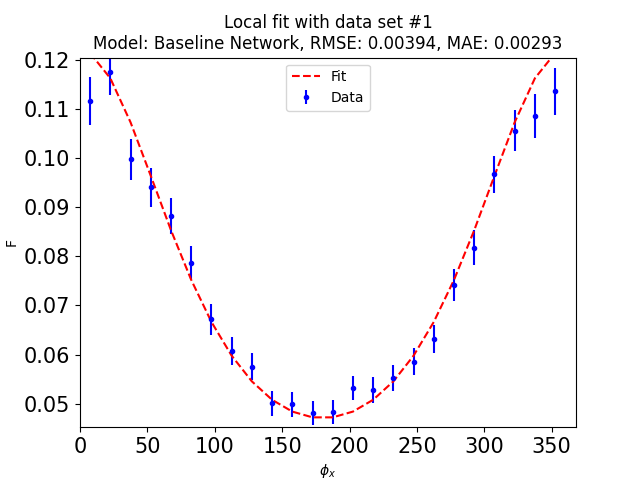 Local fit with data set #1
Model: Baseline Network, RMSE: 0.00394, MAE: 0.00293
0.12
0.11
0.10
0.09
0.08
0.07
0.06
0.05
F
Fit
Data
0 50 100 150 200 250 300 350
ϕₓ